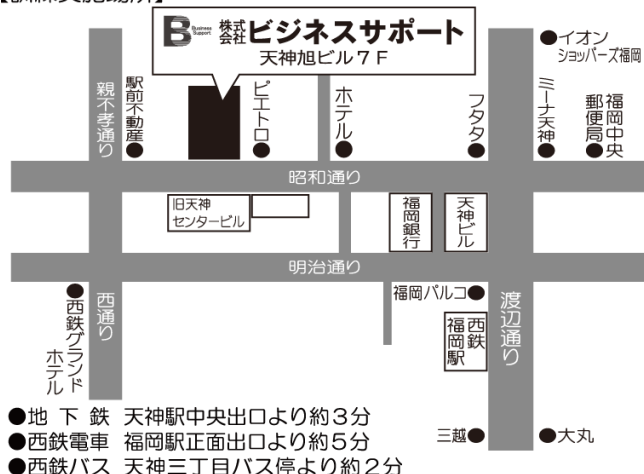 【訓練実施場所】
Business Support
株式会社ビジネスサポート
天神旭ビル7F
イオン
ショッパーズ福岡
親不孝通り
駅前不動産
ピエトロ
ホテル
フタタ
ミーナ天神
福岡中央
郵便局
昭和通り
旧天神
センタービル
福岡銀行
天神ビル
明治通り
西鉄グランド
ホテル
西通り
福岡パルコ
渡辺通り
西鉄
福岡駅
●地下鉄 天神駅中央出口より約3分
●西鉄電車 福岡駅正面出口より約5分
●西鉄バス 天神三丁目バス停より約2分
三越
大丸